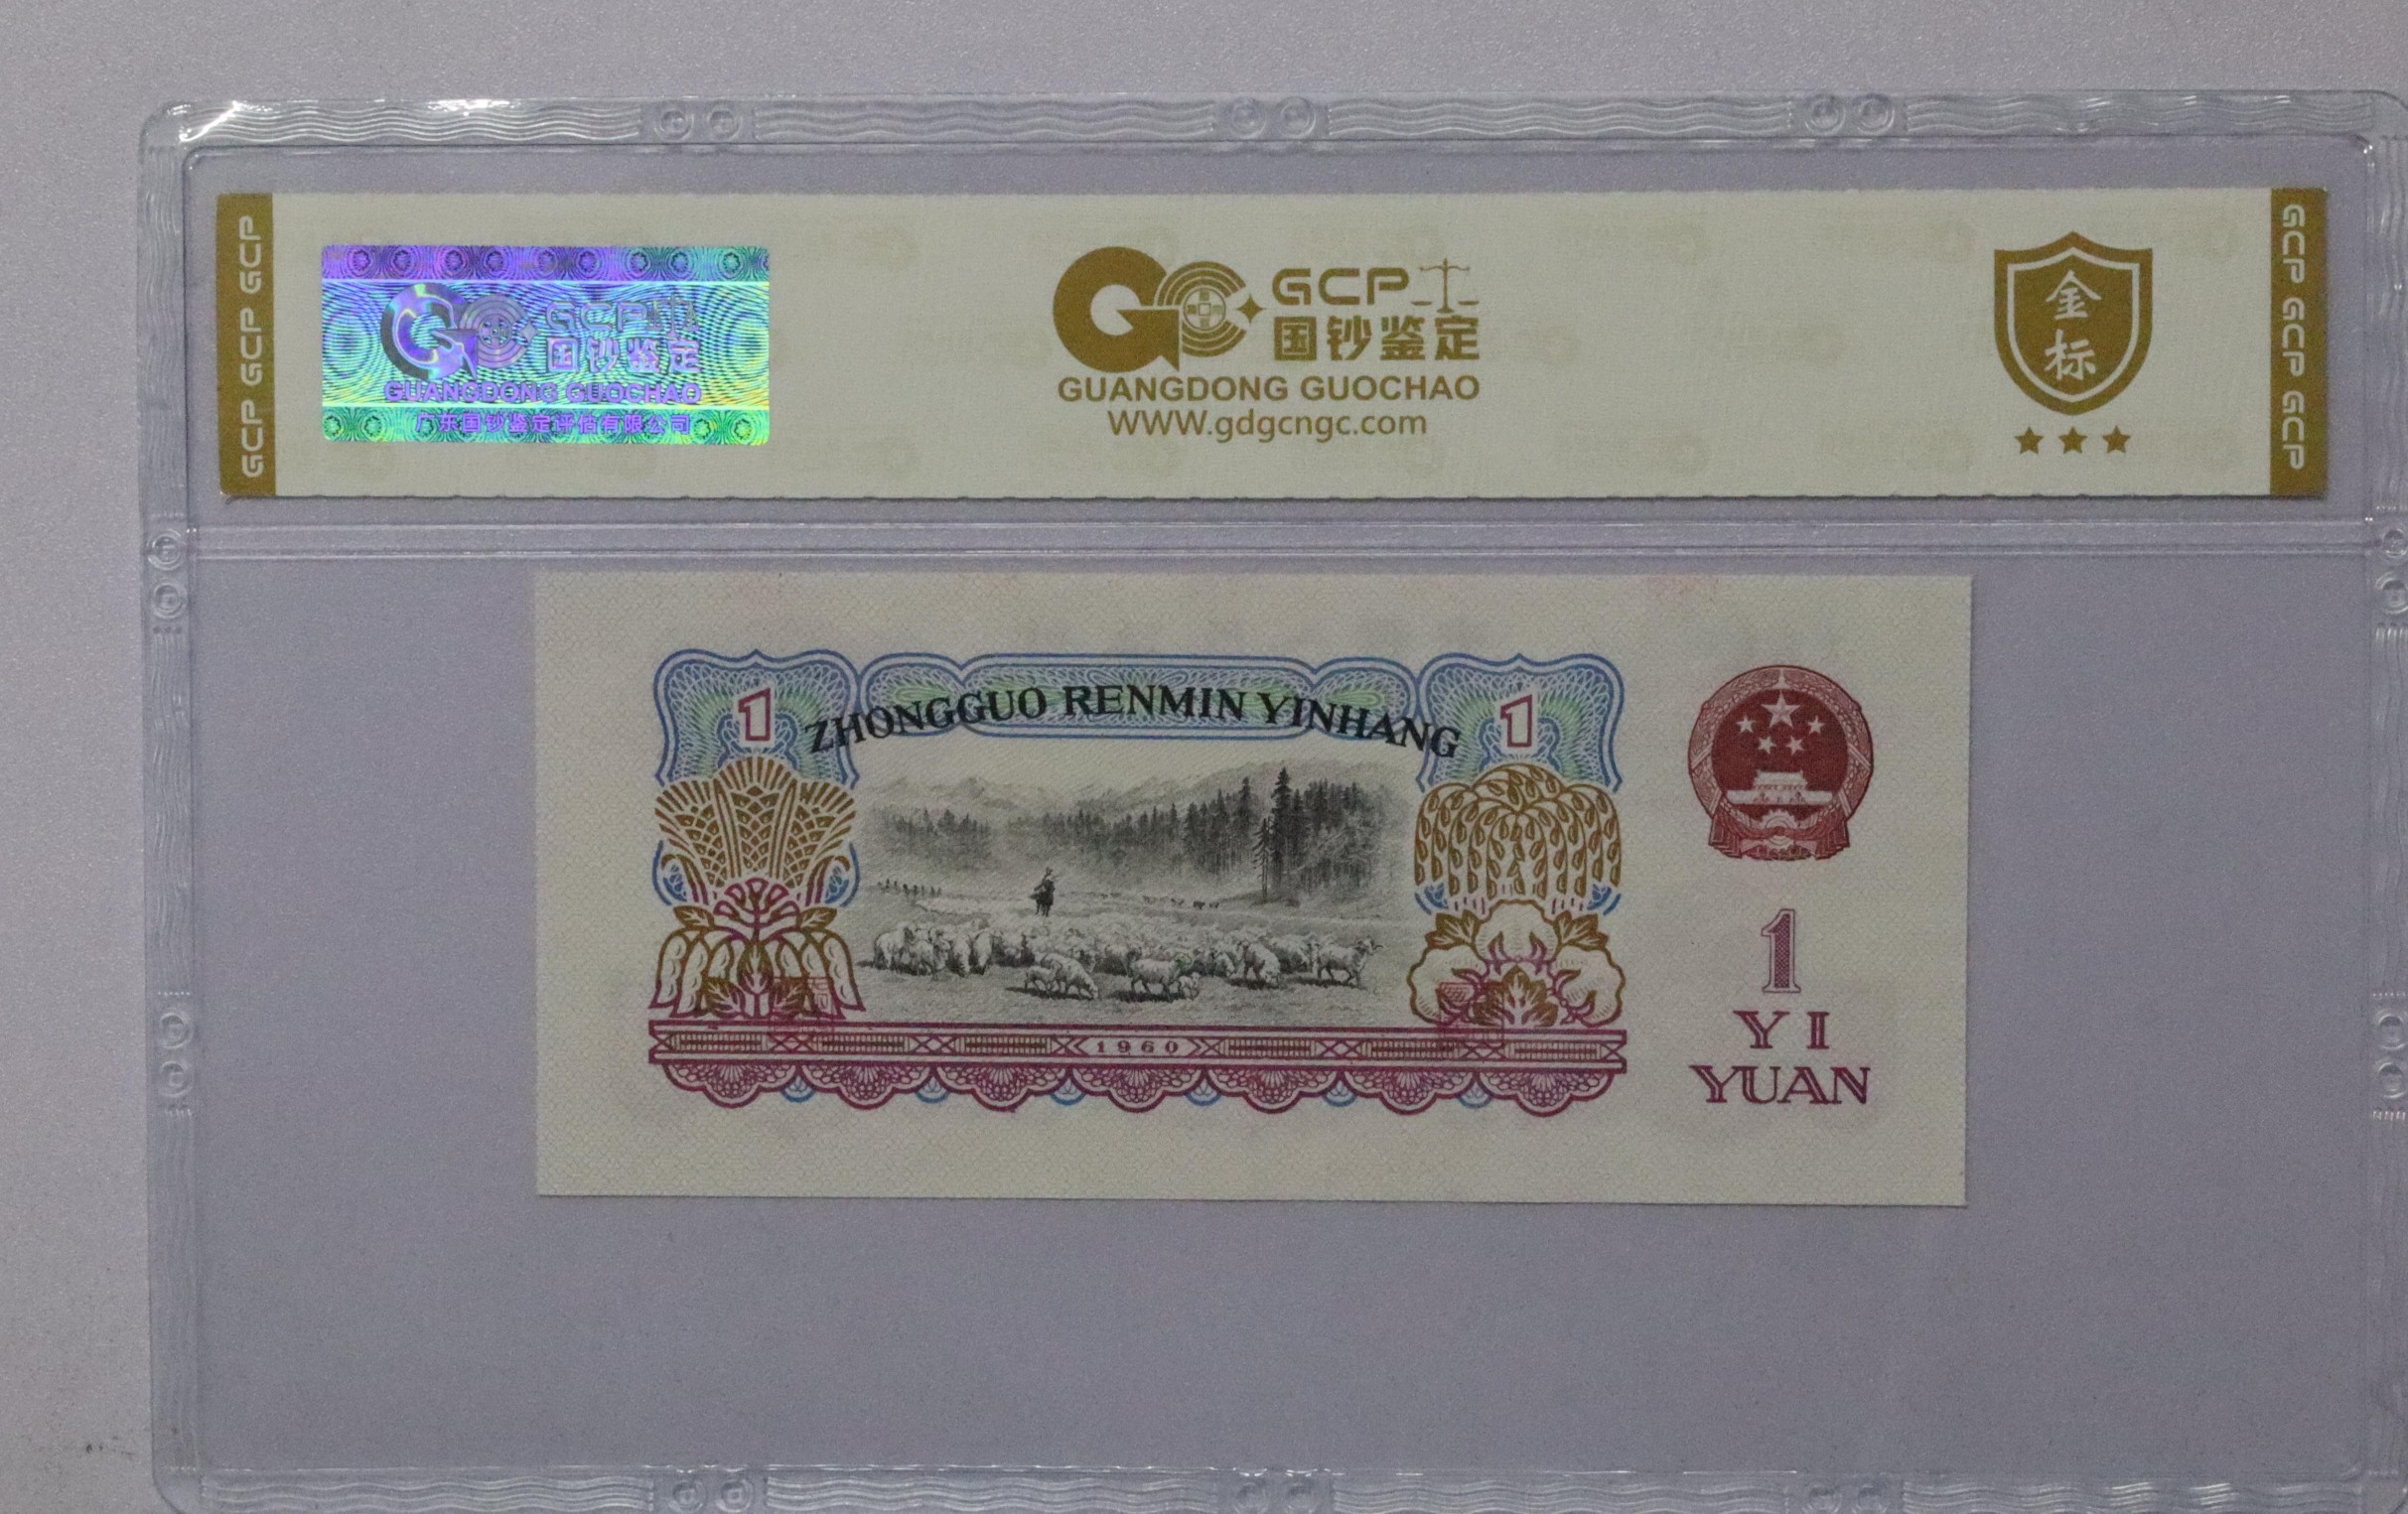 GCP GCP GCP
GCP
国钞鉴定
GUANGDONG GUOCHAO
广东国钞鉴定评估有限公司
GCP
国钞鉴定
GUANGDONG GUOCHAO
WWW.gdgcngc.com
金
标
GCP GCP GCP
1
ZHONGGUO RENMIN YINHANG
1
1960
1
YI
YUAN